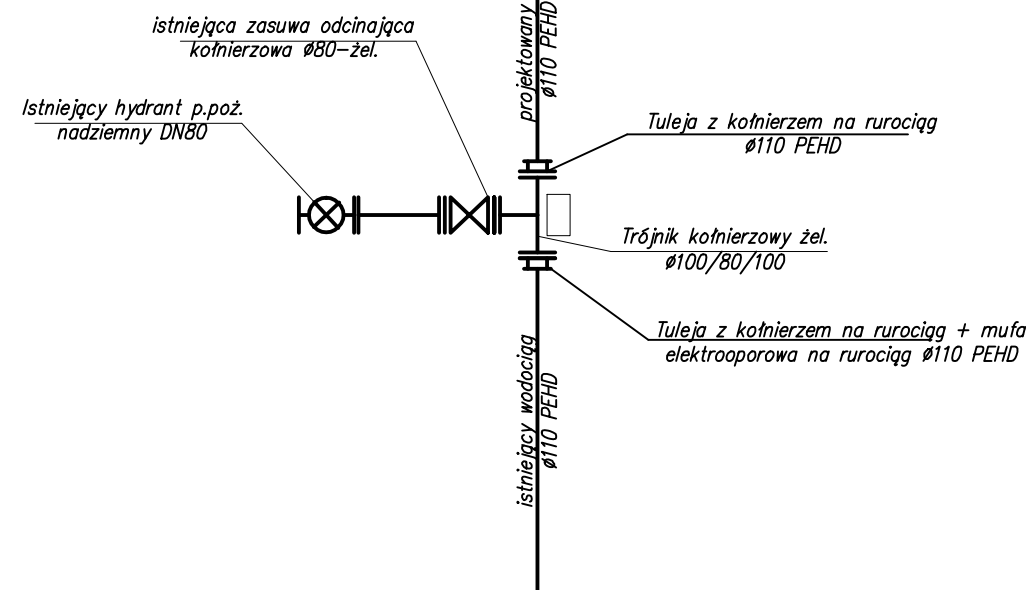 istniejąca zasuwa odcinająca
kołnierzowa Ø80-żel.
Istniejący hydrant p.poż.
nadziemny DN80
projektowany
ø110 PEHD
Tuleja z kołnierzem na rurociąg
ø110 PEHD
Trójnik kołnierzowy żel.
ø100/80/100
Tuleja z kołnierzem na rurociąg + mufa
elektrooporowa na rurociąg Ø110 PEHD
istniejący wodociąg
ø110 PEHD